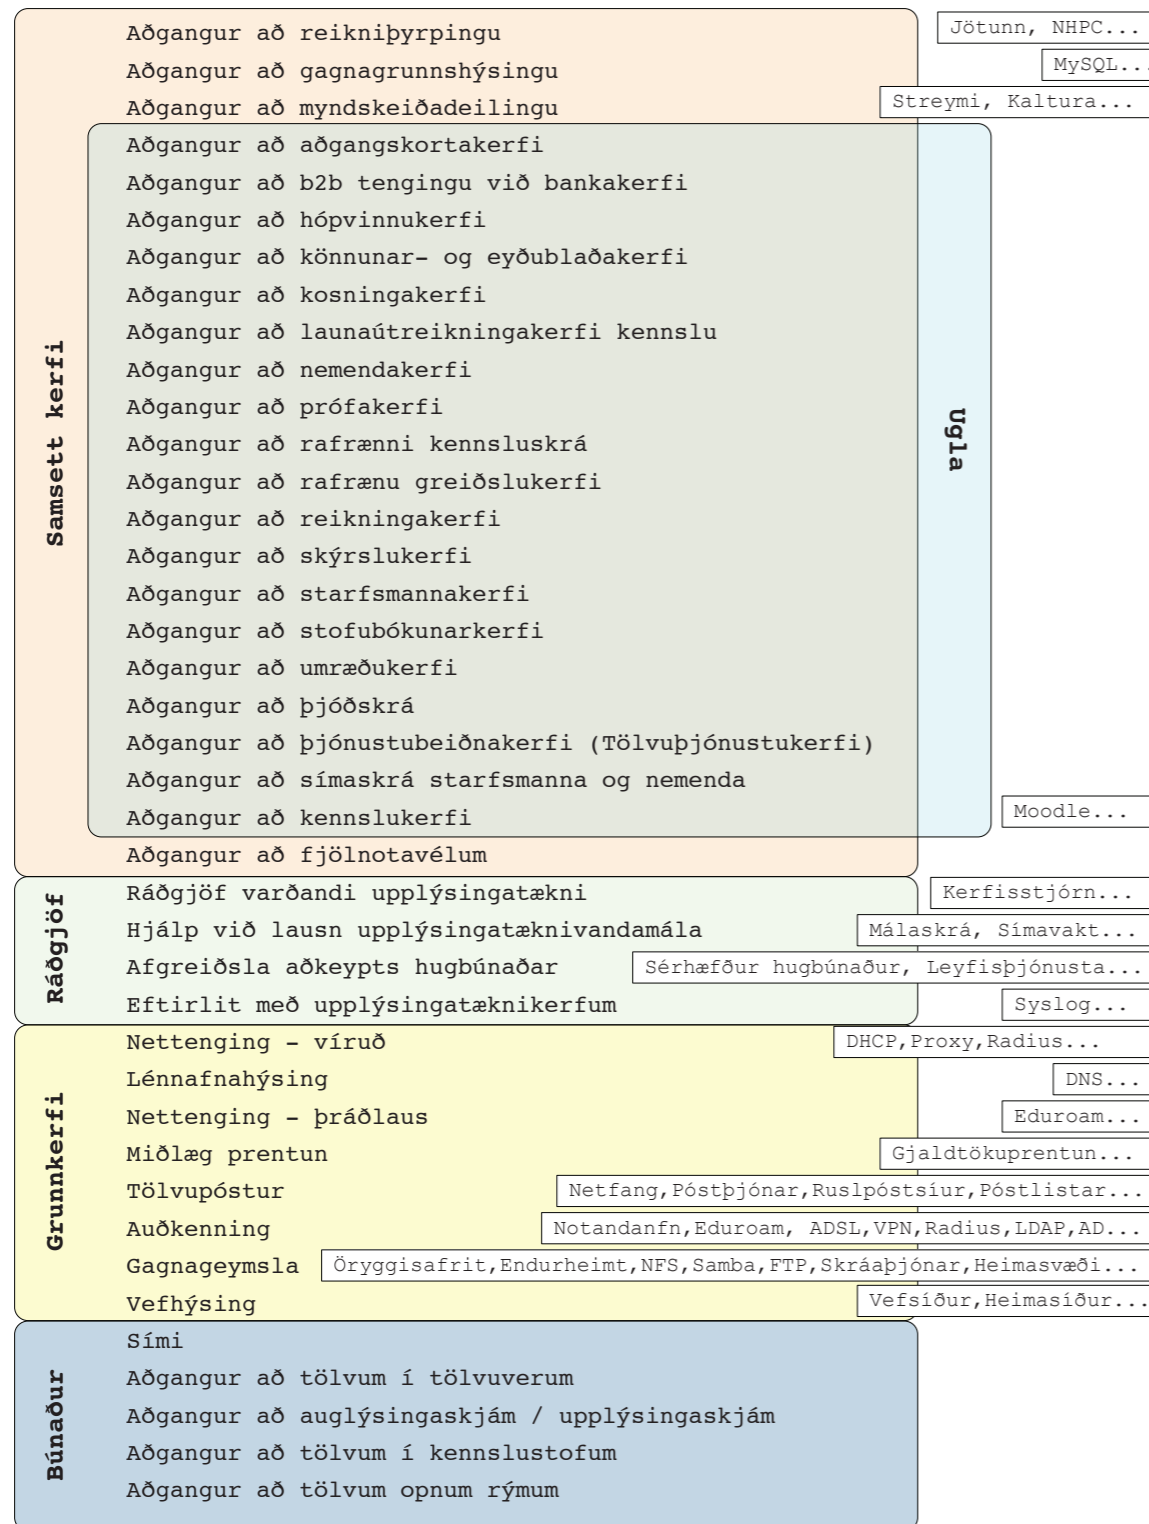 Aðgangur að reikniþyrpingu
Jötunn, NHPC...
Aðgangur að gagnagrunnshýsingu
MySQL...
Aðgangur að myndskeiðadeilingu
Streymi, Kaltura...
Samsett kerfi
Aðgangur að aðgangskortakerfi
Aðgangur að b2b tengingu við bankakerfi
Aðgangur að hópvinnukerfi
Aðgangur að könnunar- og eyðublaðakerfi
Aðgangur að kosningakerfi
Aðgangur að launaútreikningakerfi kennslu
Aðgangur að nemendakerfi
Aðgangur að prófakerfi
Aðgangur að rafrænni kennsluskrá
Aðgangur að rafrænu greiðslukerfi
Aðgangur að reikningakerfi
Aðgangur að skýrslukerfi
Aðgangur að starfsmannakerfi
Aðgangur að stofubókunarkerfi
Aðgangur að umræðukerfi
Aðgangur að þjóðskrá
Aðgangur að þjónustubeiðnakerfi (Tölvuþjónustukerfi)
Aðgangur að símaskrá starfsmanna og nemenda
Aðgangur að kennslukerfi
Ugla
Moodle...
Aðgangur að fjölnotavélum
Ráðgjöf
Ráðgjöf varðandi upplýsingatækni
Kerfisstjórn...
Hjálp við lausn upplýsingatæknivandamála
Málaskrá, Símavakt...
Afgreiðsla aðkeypts hugbúnaðar
Sérhæfður hugbúnaður, Leyfisþjónusta...
Eftirlit með upplýsingatæknikerfum
Syslog...
Grunnkerfi
Nettenging - víruð
DHCP,Proxy,Radius...
Lénnafnahýsing
DNS...
Nettenging - þráðlaus
Eduroam...
Miðlæg prentun
Gjaldtökuprentun...
Tölvupóstur
Netfang,Póstþjónar,Ruslpóstsíur,Póstlistar...
Auðkenning
Notandanfn,Eduroam, ADSL,VPN,Radius,LDAP,AD...
Gagnageymsla
Öryggisafrit,Endurheimt,NFS,Samba,FTP,Skráaþjónar,Heimasvæði...
Vefhýsing
Vefsíður,Heimasíður...
Búnaður
Sími
Aðgangur að tölvum í tölvuverum
Aðgangur að auglýsingaskjám / upplýsingaskjám
Aðgangur að tölvum í kennslustofum
Aðgangur að tölvum opnum rýmum